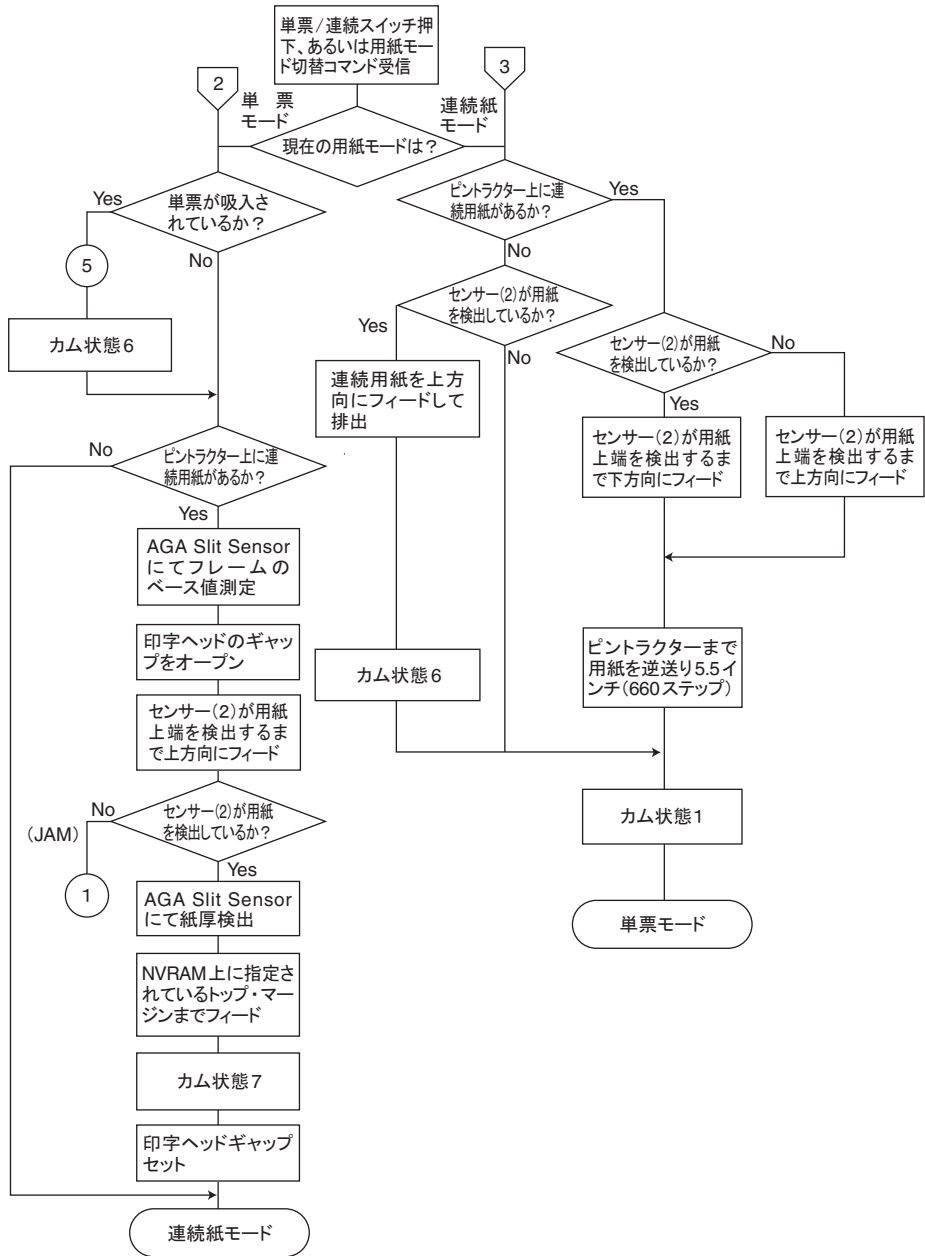 単票/連続スイッチ押
下、あるいは用紙モー
ド切替コマンド受信
2
3
単 票
モード
連続紙
モード
現在の用紙モードは?
Yes
単票が吸入さ
れているか?
No
5
カム状態6
ピントラクター上に連
続用紙があるか?
Yes
No
センサー(2)が用紙
を検出しているか?
Yes
No
連続用紙を上方
向にフィードして
排出
センサー(2)が用紙
を検出しているか?
No
Yes
センサー(2)が用紙
上端を検出するま
で下方向にフィード
センサー(2)が用紙
上端を検出するま
で上方向にフィード
No
ピントラクター上に連
続用紙があるか?
Yes
AGA Slit Sensor
にてフレームの
ベース値測定
印字ヘッドのギャッ
プをオープン
センサー(2)が用紙
上端を検出するま
で上方向にフィード
カム状態6
ピントラクターまで
用紙を逆送り5.5イ
ンチ(660ステップ)
No
(JAM)
センサー(2)が用紙
を検出しているか?
Yes
1
カム状態1
単票モード
AGA Slit Sensor
にて紙厚検出
NVRAM上に指定さ
れているトップ・マー
ジンまでフィード
カム状態7
印字ヘッドギャップ
セット
連続紙モード